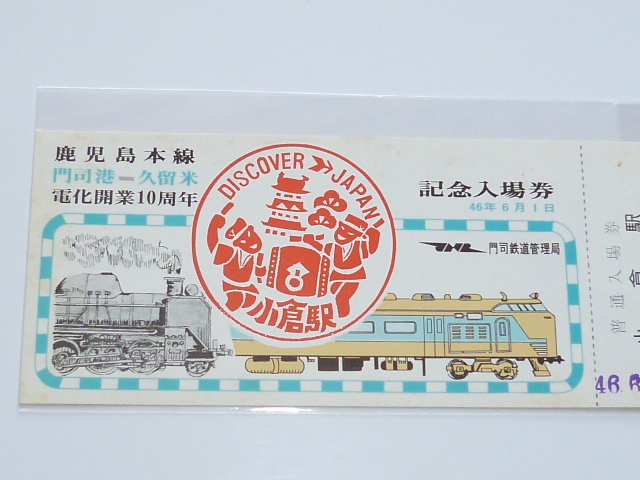 鹿児島本線
門司港ー久留米
電化開業10周年
DISCOVER JAPAN
小倉駅
記念入場券
46年6月1日
門司鉄道管理局
普通入場券
倉駅
46.